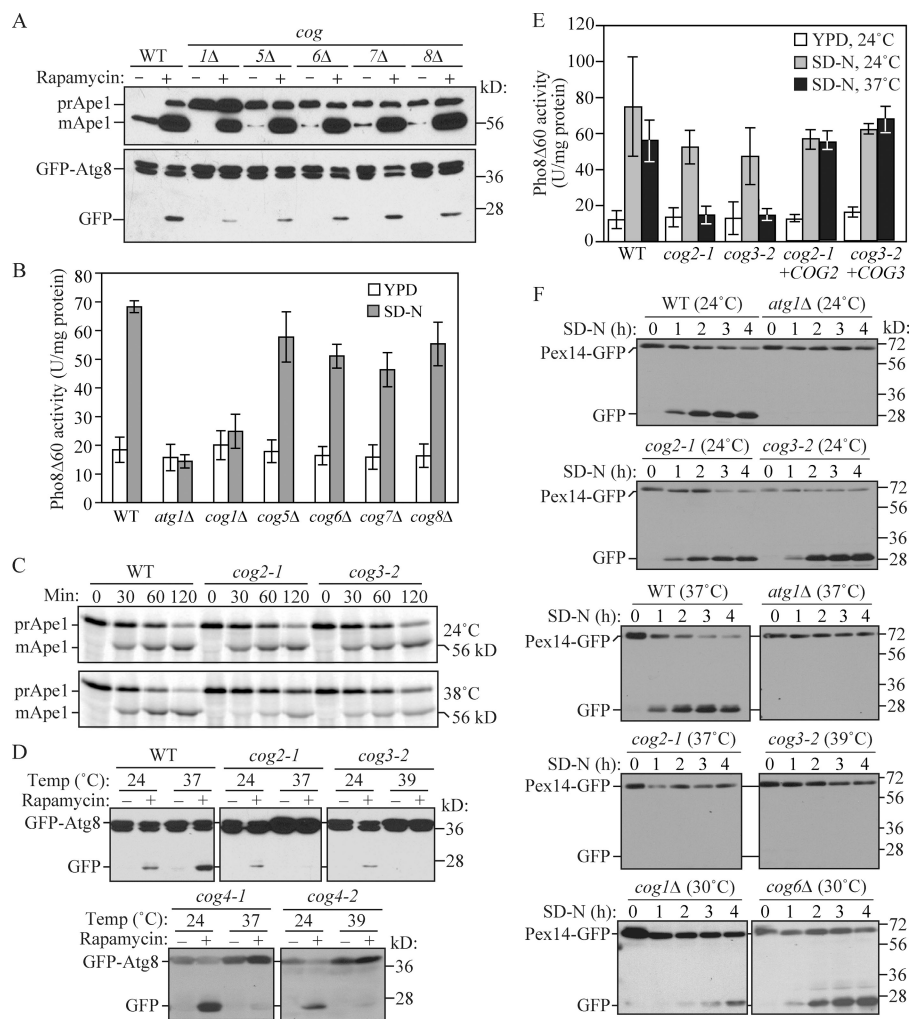 A
cog
WT 1Δ 5Δ 6Δ 7Δ 8Δ
Rapamycin: – + – + – + – + – + – + kD:
prApe1
mApe1 56
GFP-Atg8
36
28
GFP
B
Pho8Δ60 activity (U/mg protein)
80
70
60
50
40
30
20
10
0
YPD
SD-N
WT atg1Δ cog1Δ cog5Δ cog6Δ cog7Δ cog8Δ
C
WT cog2-1 cog3-2
Min: 0 30 60 120 0 30 60 120 0 30 60 120
prApe1
24˚C
mApe1 56 kD
prApe1
38˚C
mApe1 56 kD
D
WT cog2-1 cog3-2
Temp (˚C): 24 37 24 37 24 39
Rapamycin: – + – + – + – + – + – + kD:
GFP-Atg8
36
28
GFP
cog4-1 cog4-2
Temp (˚C): 24 37 24 39
Rapamycin: – + – + – + – + kD:
GFP-Atg8
36
28
GFP
E
Pho8Δ60 activity
(U/mg protein)
120
100
80
60
40
20
0
YPD, 24°C
SD-N, 24°C
SD-N, 37°C
WT cog2-1 cog3-2 cog2-1 cog3-2
+COG2 +COG3
F
WT (24˚C) atg1Δ (24˚C)
SD-N (h): 0 1 2 3 4 0 1 2 3 4 kD:
Pex14-GFP 72
36
GFP 28
cog2-1 (24˚C) cog3-2 (24˚C)
SD-N (h): 0 1 2 3 4 0 1 2 3 4
Pex14-GFP 72
36
GFP 28
WT (37˚C) atg1Δ (37˚C)
SD-N (h): 0 1 2 3 4 0 1 2 3 4
Pex14-GFP 72
36
GFP 28
cog2-1 (37˚C) cog3-2 (39˚C)
SD-N (h): 0 1 2 3 4 0 1 2 3 4
Pex14-GFP 72
36
28
GFP
cog1Δ (30˚C) cog6Δ (30˚C)
SD-N (h): 0 1 2 3 4 0 1 2 3 4
Pex14-GFP 72
36
28
GFP